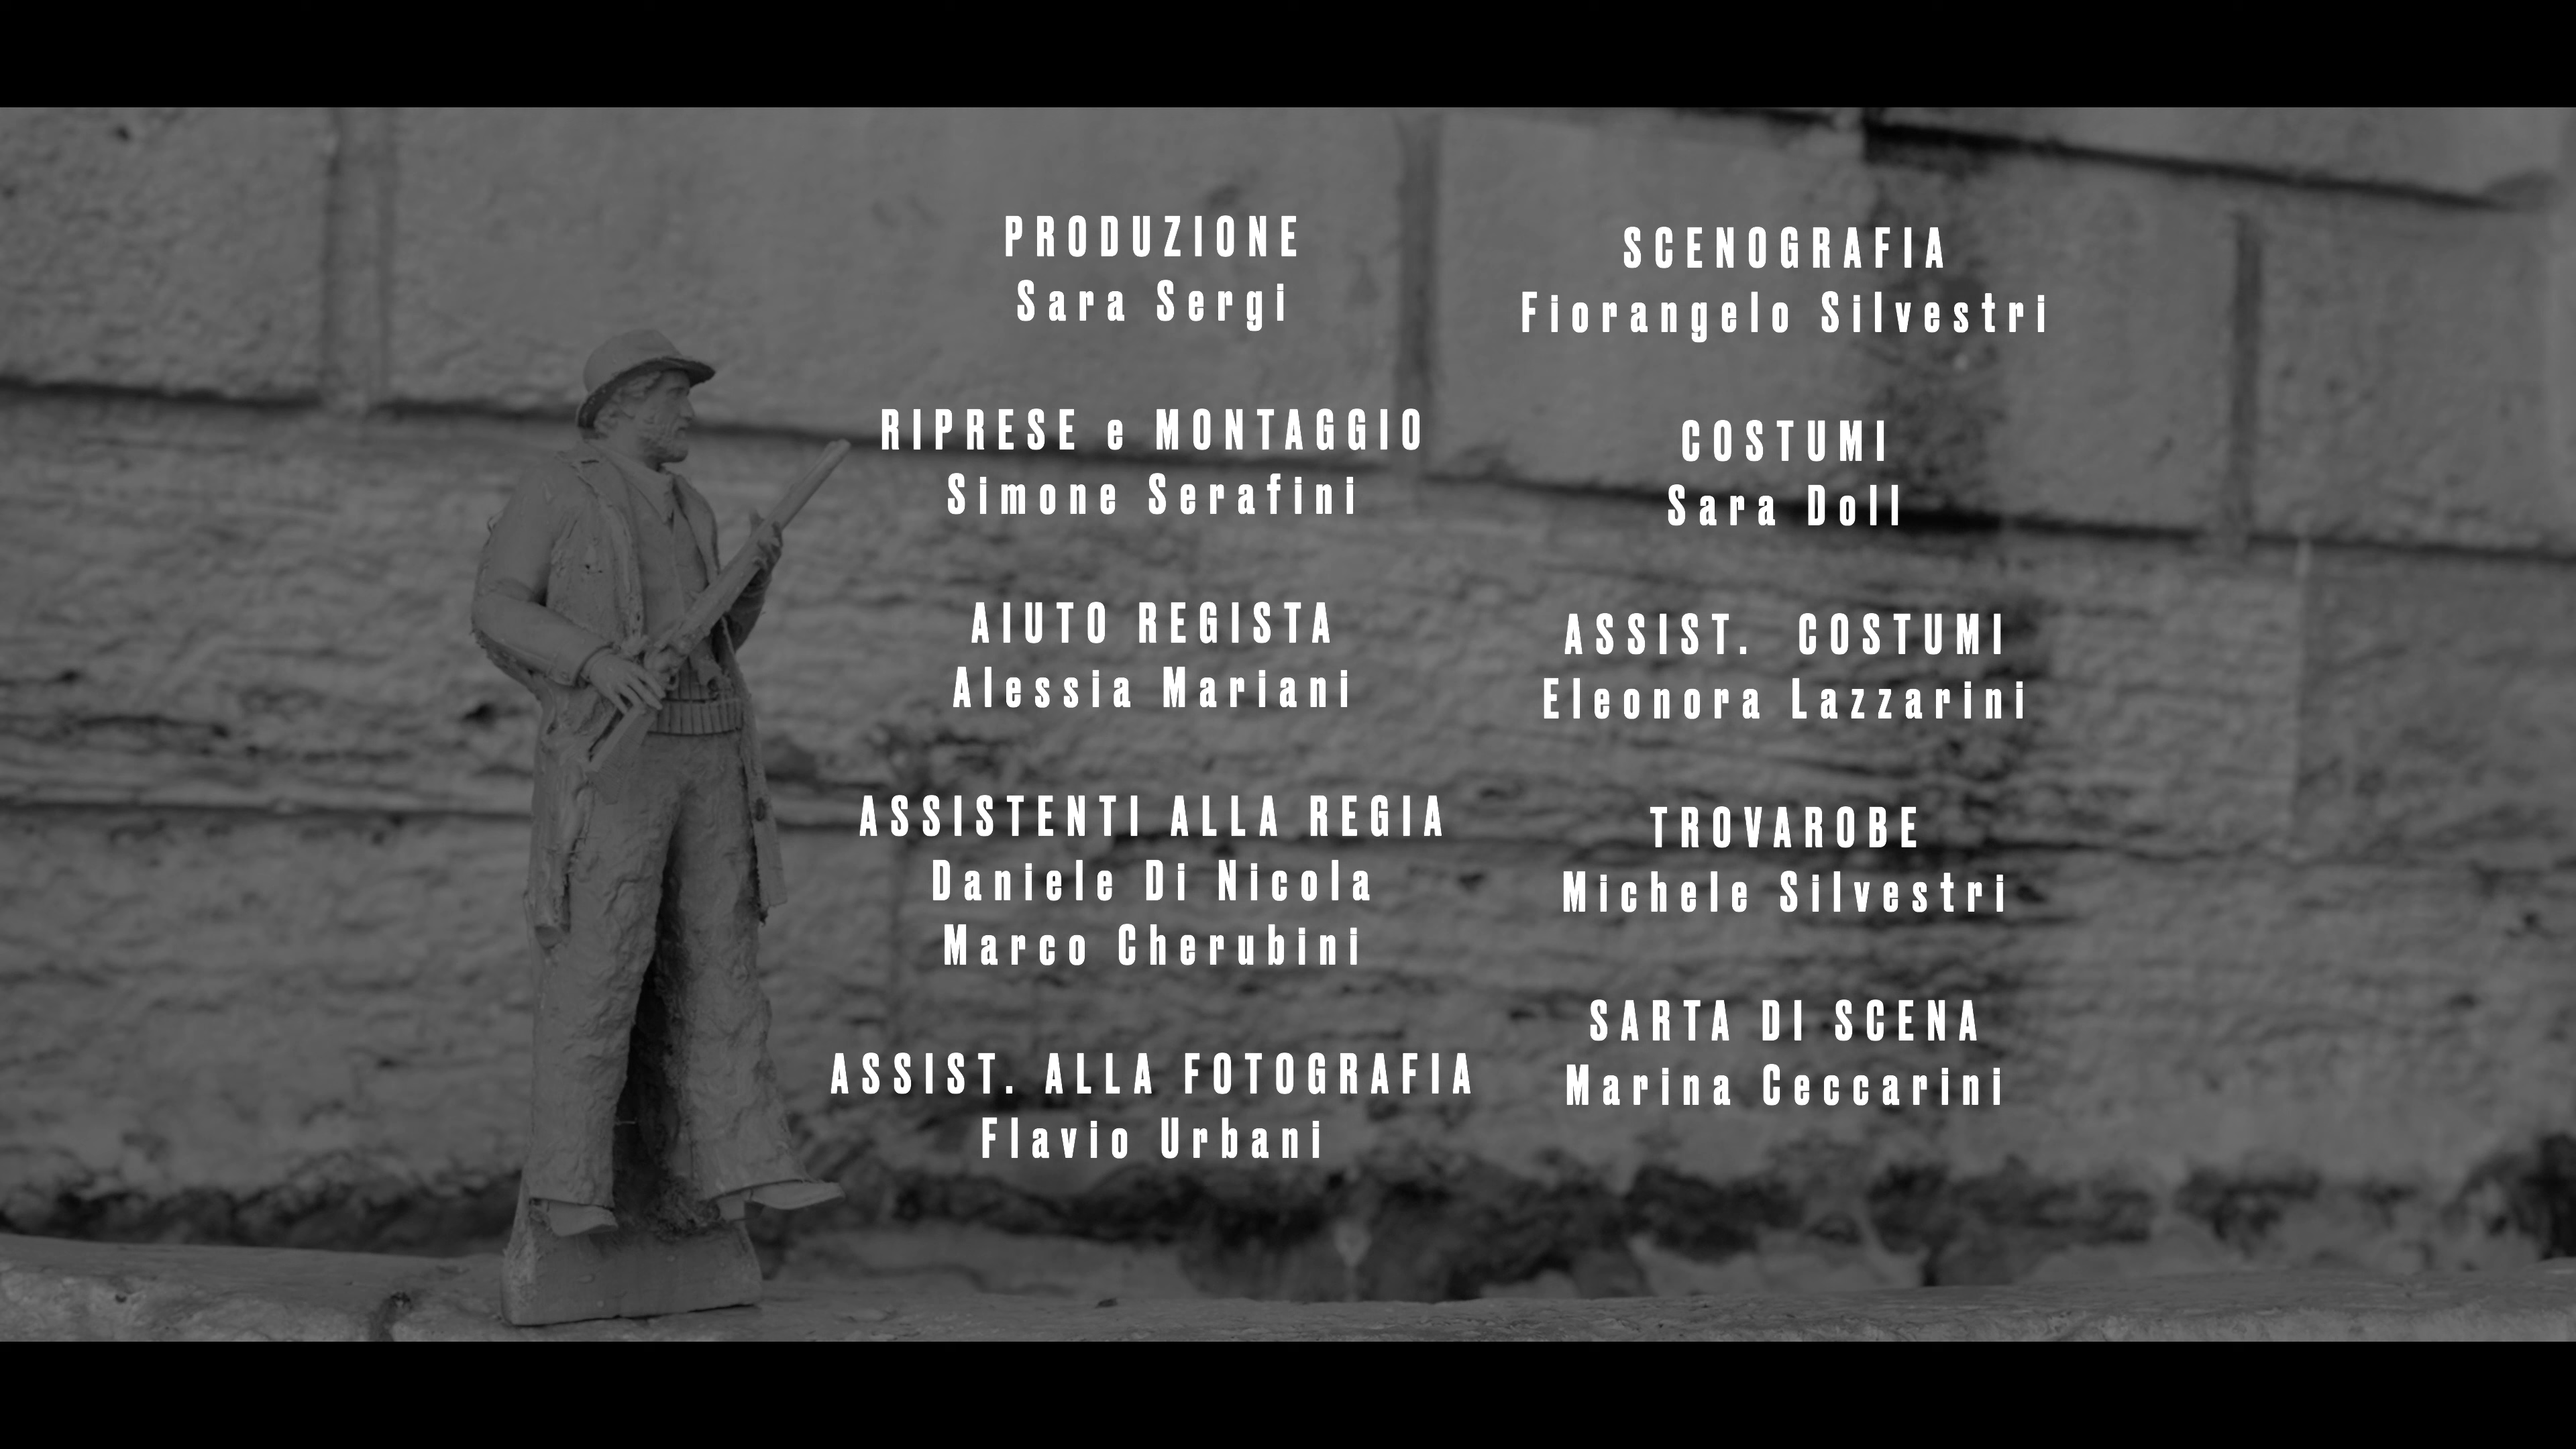 PRODUZIONE
Sara Sergi
RIPRESE e MONTAGGIO
Simone Serafini
AIUTO REGISTA
Alessia Mariani
ASSISTENTI ALLA REGIA
Daniele Di Nicola
Marco Cherubini
ASSIST. ALLA FOTOGRAFIA
Flavio Urbani
SCENOGRAFIA
Fiorangelo Silvestri
COSTUMI
Sara Doll
ASSIST. COSTUMI
Eleonora Lazzarini
TROVAROBE
Michele Silvestri
SARTA DI SCENA
Marina Ceccarini